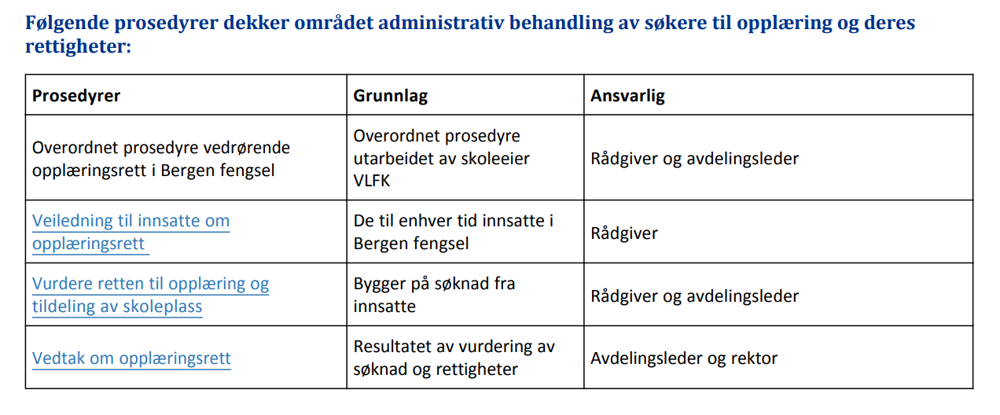 Følgende prosedyrer dekker området administrativ behandling av søkere til opplæring og deres
rettigheter:
Prosedyrer
Grunnlag
Ansvarlig
Overordnet prosedyre vedrørende
opplæringsrett i Bergen fengsel
Overordnet prosedyre
utarbeidet av skoleeier
VLFK
Rådgiver og avdelingsleder
Veiledning til innsatte om
opplæringsrett
De til enhver tid innsatte i
Bergen fengsel
Rådgiver
Vurdere retten til opplæring og
tildeling av skoleplass
Bygger på søknad fra
innsatte
Rådgiver og avdelingsleder
Vedtak om opplæringsrett
Resultatet av vurdering av
søknad og rettigheter
Avdelingsleder og rektor